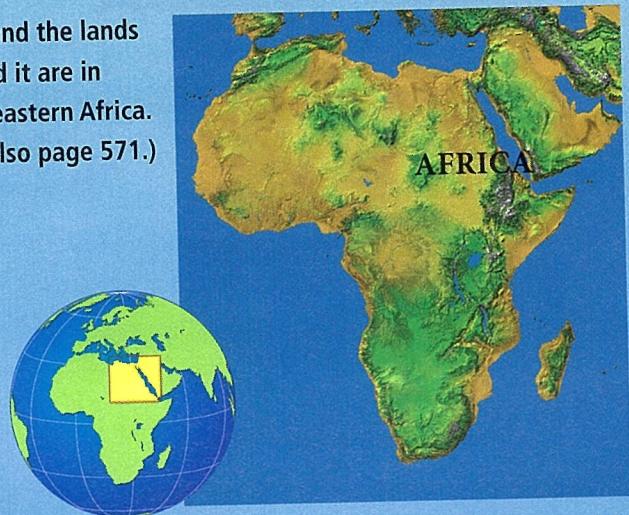 nd the lands
d it are in
eastern Africa.
lso page 571.)
AFRICA